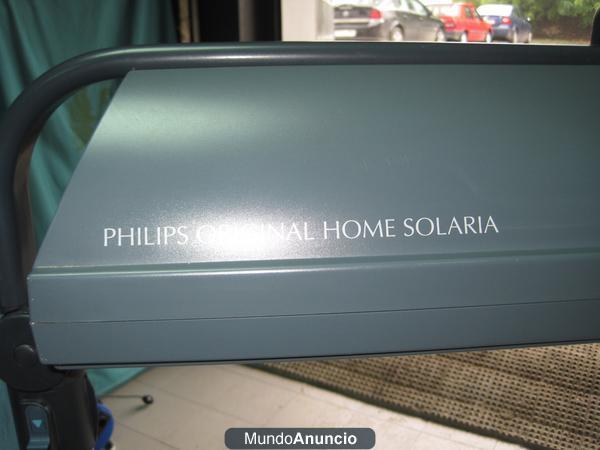 PHILIPS ORIGINAL HOME SOLARIA
MundoAnuncio